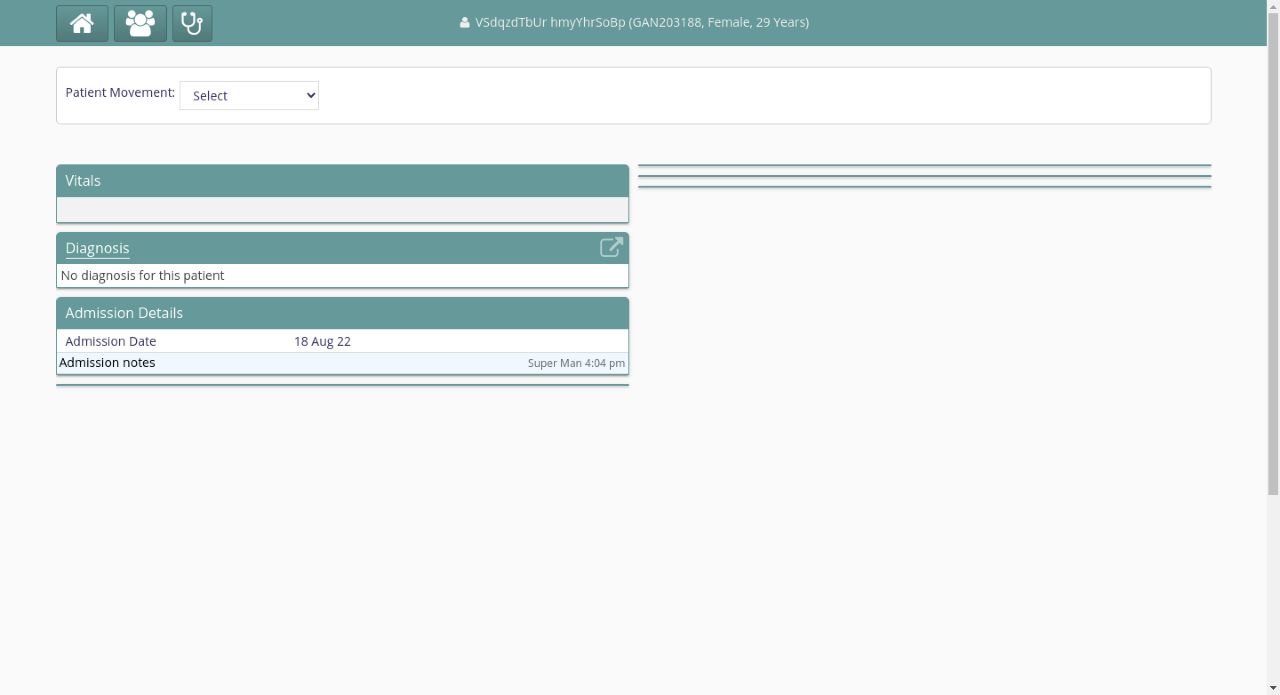 VSdqzdTbUr hmyYhrSoBp (GAN203188, Female, 29 Years)
Patient Movement: Select
Vitals
Diagnosis
No diagnosis for this patient
Admission Details
Admission Date 18 Aug 22
Admission notes Super Man 4:04 pm